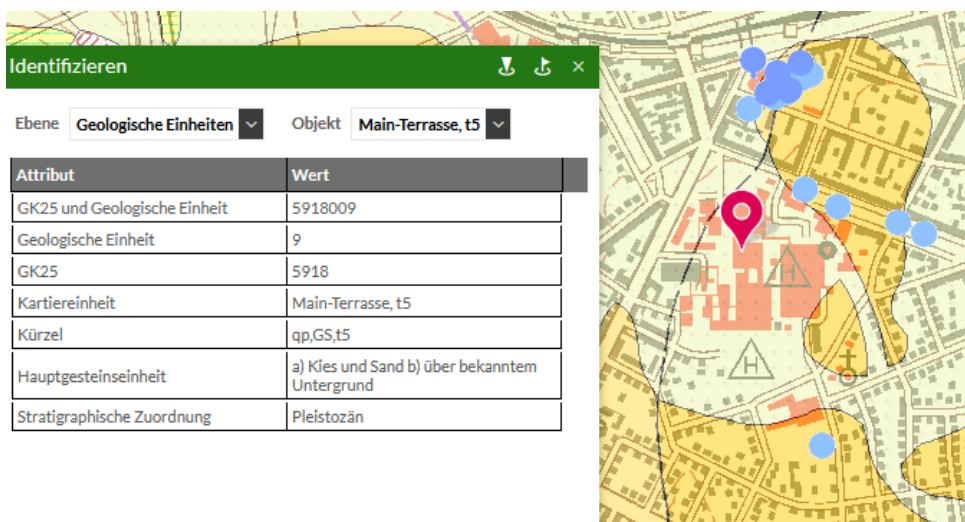 Identifizieren
Ebene Geologische Einheiten Objekt Main-Terrasse, t5
Attribut Wert
GK25 und Geologische Einheit 5918009
Geologische Einheit 9
GK25 5918
Kartiereinheit Main-Terrasse, t5
Kürzel qp,GS,t5
Hauptgesteinseinheit a) Kies und Sand b) über bekanntem
Untergrund
Stratigraphische Zuordnung Pleistozän
H
H